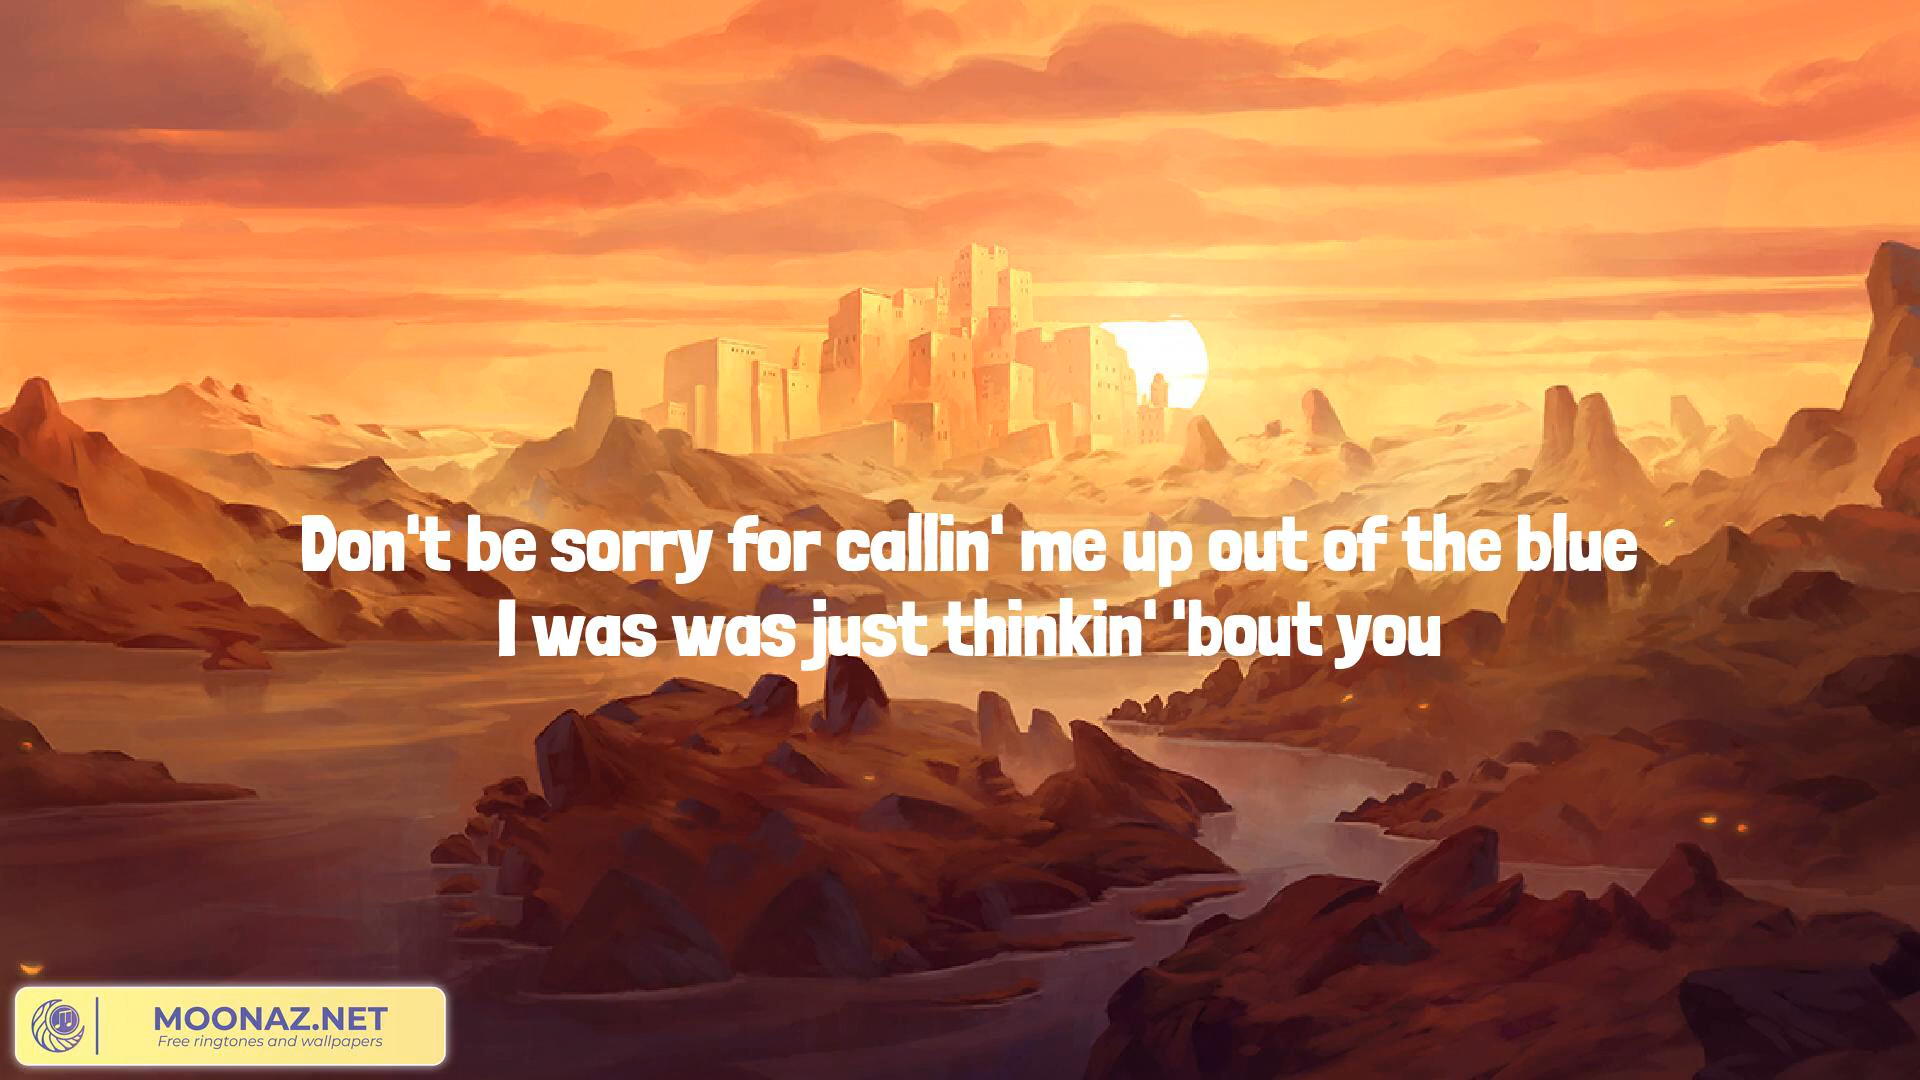 Don't be sorry for callin' me up out of the blue
I was was just thinkin' 'bout you
MOONAZ.NET
Free ringtones and wallpapers